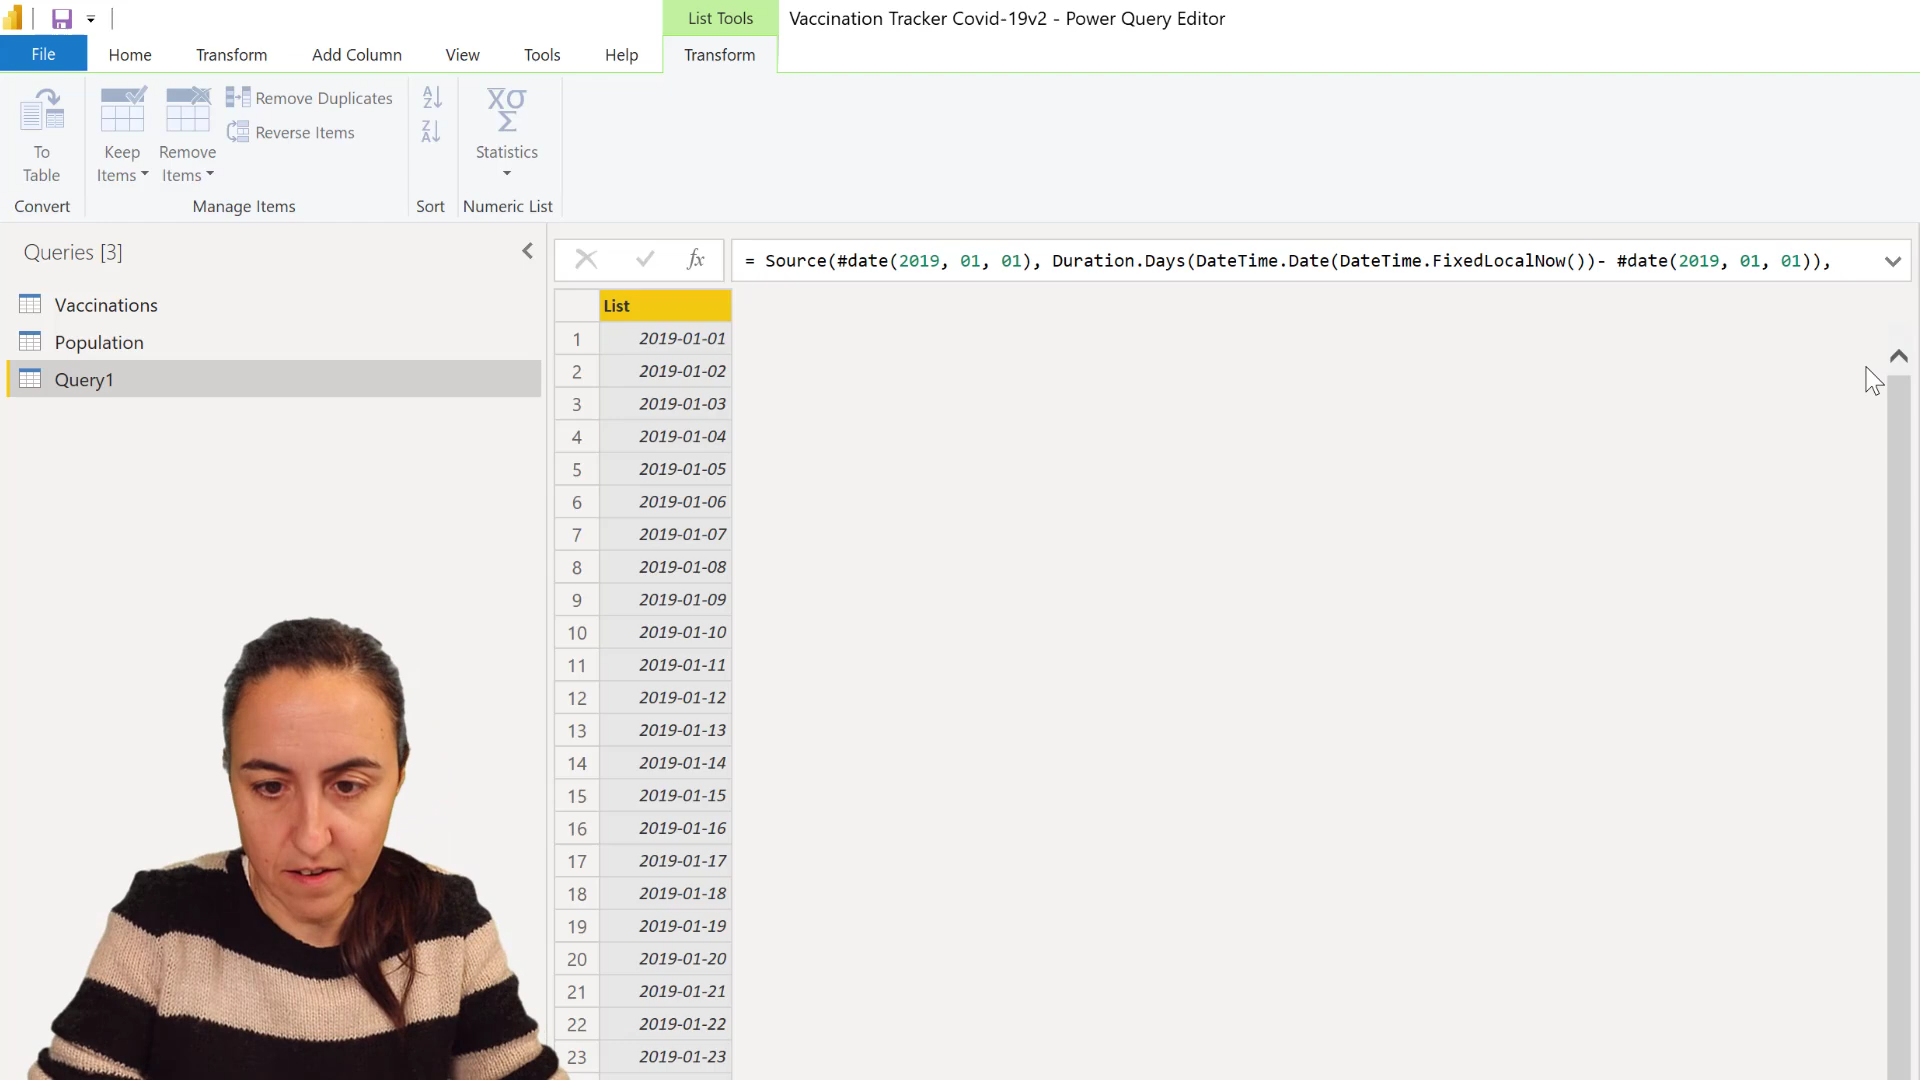 List Tools
Vaccination Tracker Covid-19v2 - Power Query Editor
File
Home
Transform
Add Column
View
Tools
Help
Transform
To Table
Keep Items
Remove Items
Remove Duplicates
Reverse Items
A Z
Z A
X̅σ
Σ
Statistics
Convert
Manage Items
Sort
Numeric List
Queries [3]
fx
= Source(#date(2019, 01, 01), Duration.Days(DateTime.Date(DateTime.FixedLocalNow())- #date(2019, 01, 01)),
Vaccinations
Population
Query1
List
1 2019-01-01
2 2019-01-02
3 2019-01-03
4 2019-01-04
5 2019-01-05
6 2019-01-06
7 2019-01-07
8 2019-01-08
9 2019-01-09
10 2019-01-10
11 2019-01-11
12 2019-01-12
13 2019-01-13
14 2019-01-14
15 2019-01-15
16 2019-01-16
17 2019-01-17
18 2019-01-18
19 2019-01-19
20 2019-01-20
21 2019-01-21
22 2019-01-22
23 2019-01-23